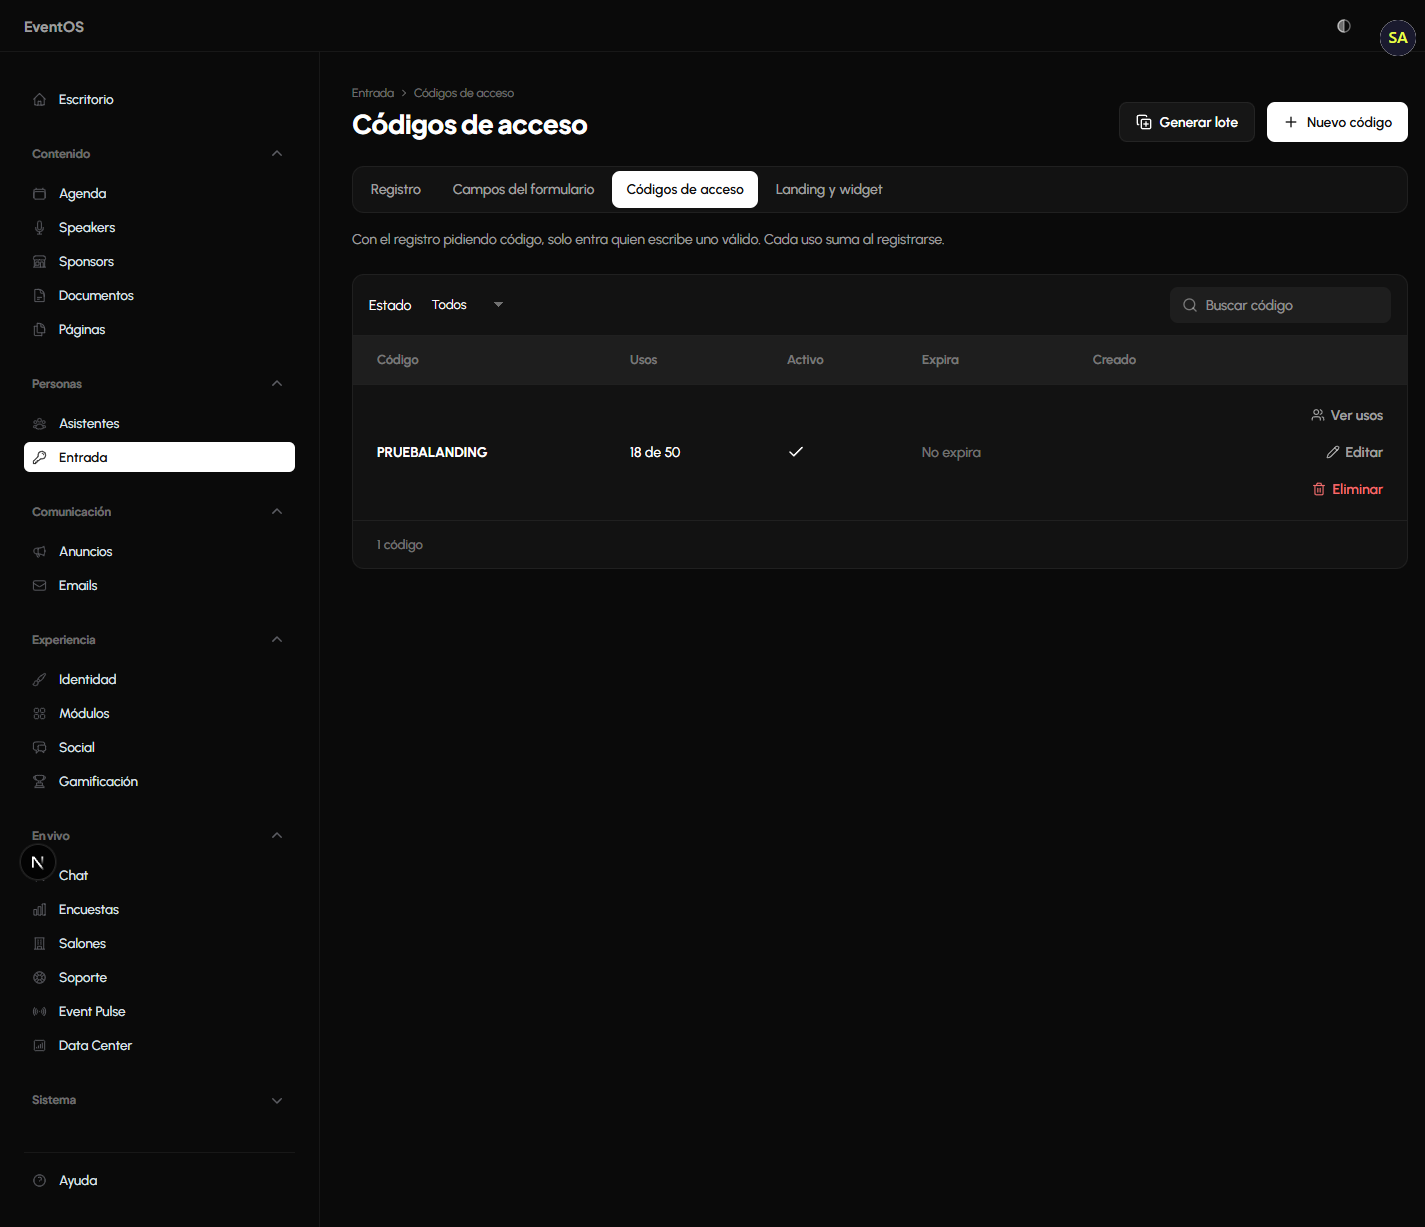 EventOS
SA
Escritorio
Contenido
Agenda
Speakers
Sponsors
Documentos
Páginas
Personas
Asistentes
Entrada
Comunicación
Anuncios
Emails
Experiencia
Identidad
Módulos
Social
Gamificación
En vivo
N
Chat
Encuestas
Salones
Soporte
Event Pulse
Data Center
Sistema
Ayuda
Entrada > Códigos de acceso
Códigos de acceso
Generar lote
+ Nuevo código
Registro Campos del formulario Códigos de acceso Landing y widget
Con el registro pidiendo código, solo entra quien escribe uno válido. Cada uso suma al registrarse.
Estado Todos Buscar código
Código Usos Activo Expira Creado
PRUEBALANDING 18 de 50 No expira
Ver usos
Editar
Eliminar
1 código